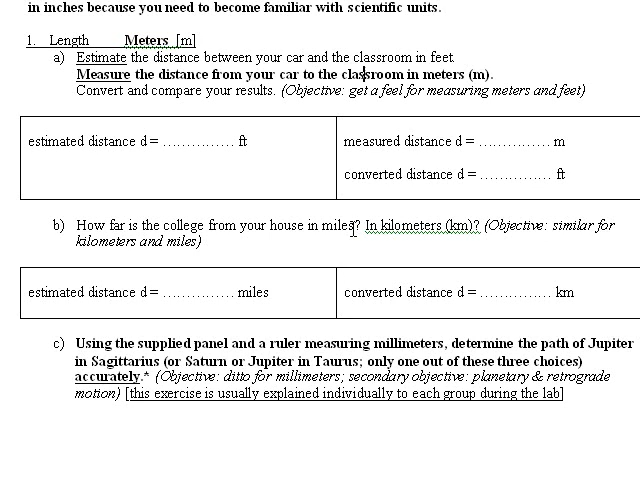 in inches because you need to become familiar with scientific units.
1. Length Meters [m]
a) Estimate the distance between your car and the classroom in feet.
Measure the distance from your car to the classroom in meters (m).
Convert and compare your results. (Objective: get a feel for measuring meters and feet)
estimated distance d = ............... ft
measured distance d = ............... m
converted distance d = ............... ft
b) How far is the college from your house in miles? In kilometers (km)? (Objective: similar for
kilometers and miles)
estimated distance d = ............... miles
converted distance d = ............... km
c) Using the supplied panel and a ruler measuring millimeters, determine the path of Jupiter
in Sagittarius (or Saturn or Jupiter in Taurus; only one out of these three choices)
accurately.* (Objective: ditto for millimeters; secondary objective: planetary & retrograde
motion) [this exercise is usually explained individually to each group during the lab]